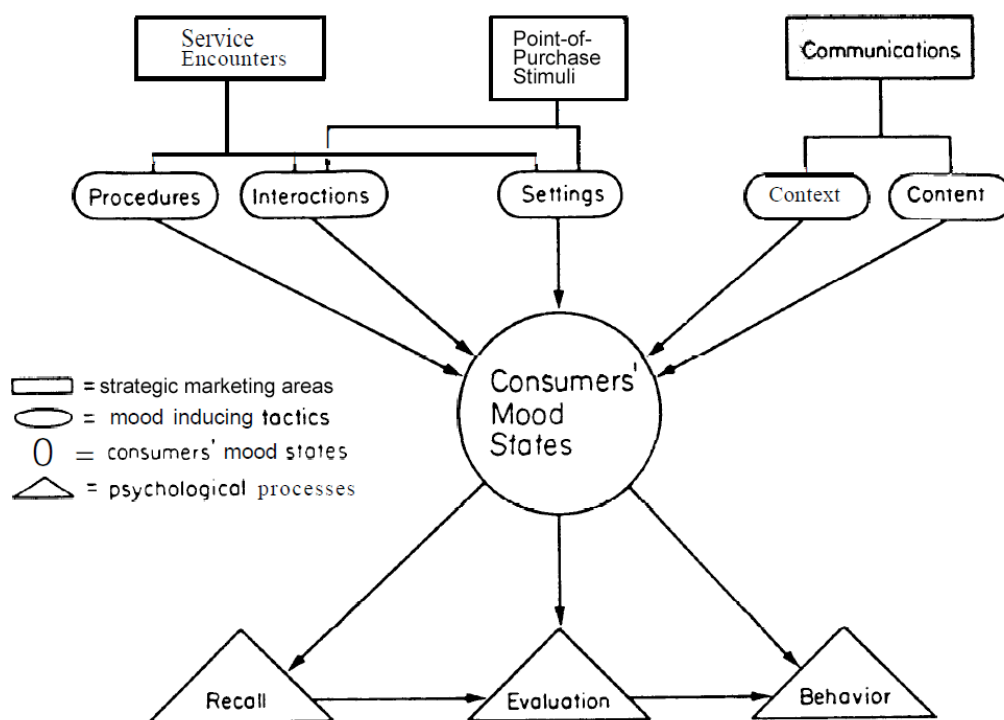 Service
Encounters
Point-of-
Purchase
Stimuli
Communications
Procedures
Interactions
Settings
Context
Content
Consumers'
Mood
States
= strategic marketing areas
= mood inducing tactics
0 = consumers' mood states
= psychological processes
Recall
Evaluation
Behavior